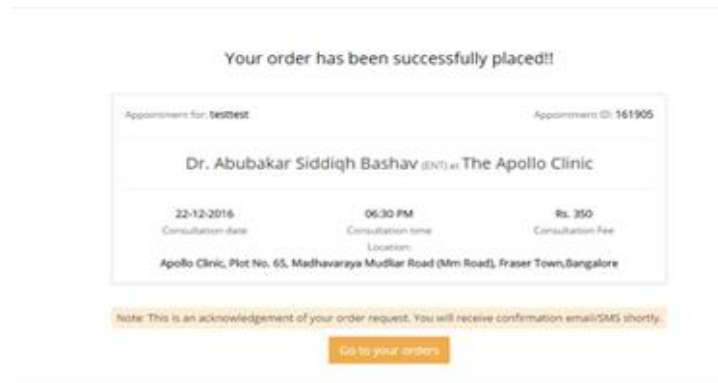 Your order has been successfully placed!!
Appointment for: testtest Appointment ID: 161905
Dr. Abubakar Siddiqh Bashav (ENT) at The Apollo Clinic
22-12-2016 06:30 PM Rs. 350
Consultation date Consultation time Consultation Fee
Location:
Apollo Clinic, Plot No. 65, Madhavaraya Mudliar Road (Mm Road), Fraser Town,Bangalore
Note: This is an acknowledgement of your order request. You will receive confirmation email/SMS shortly.
Go to your orders